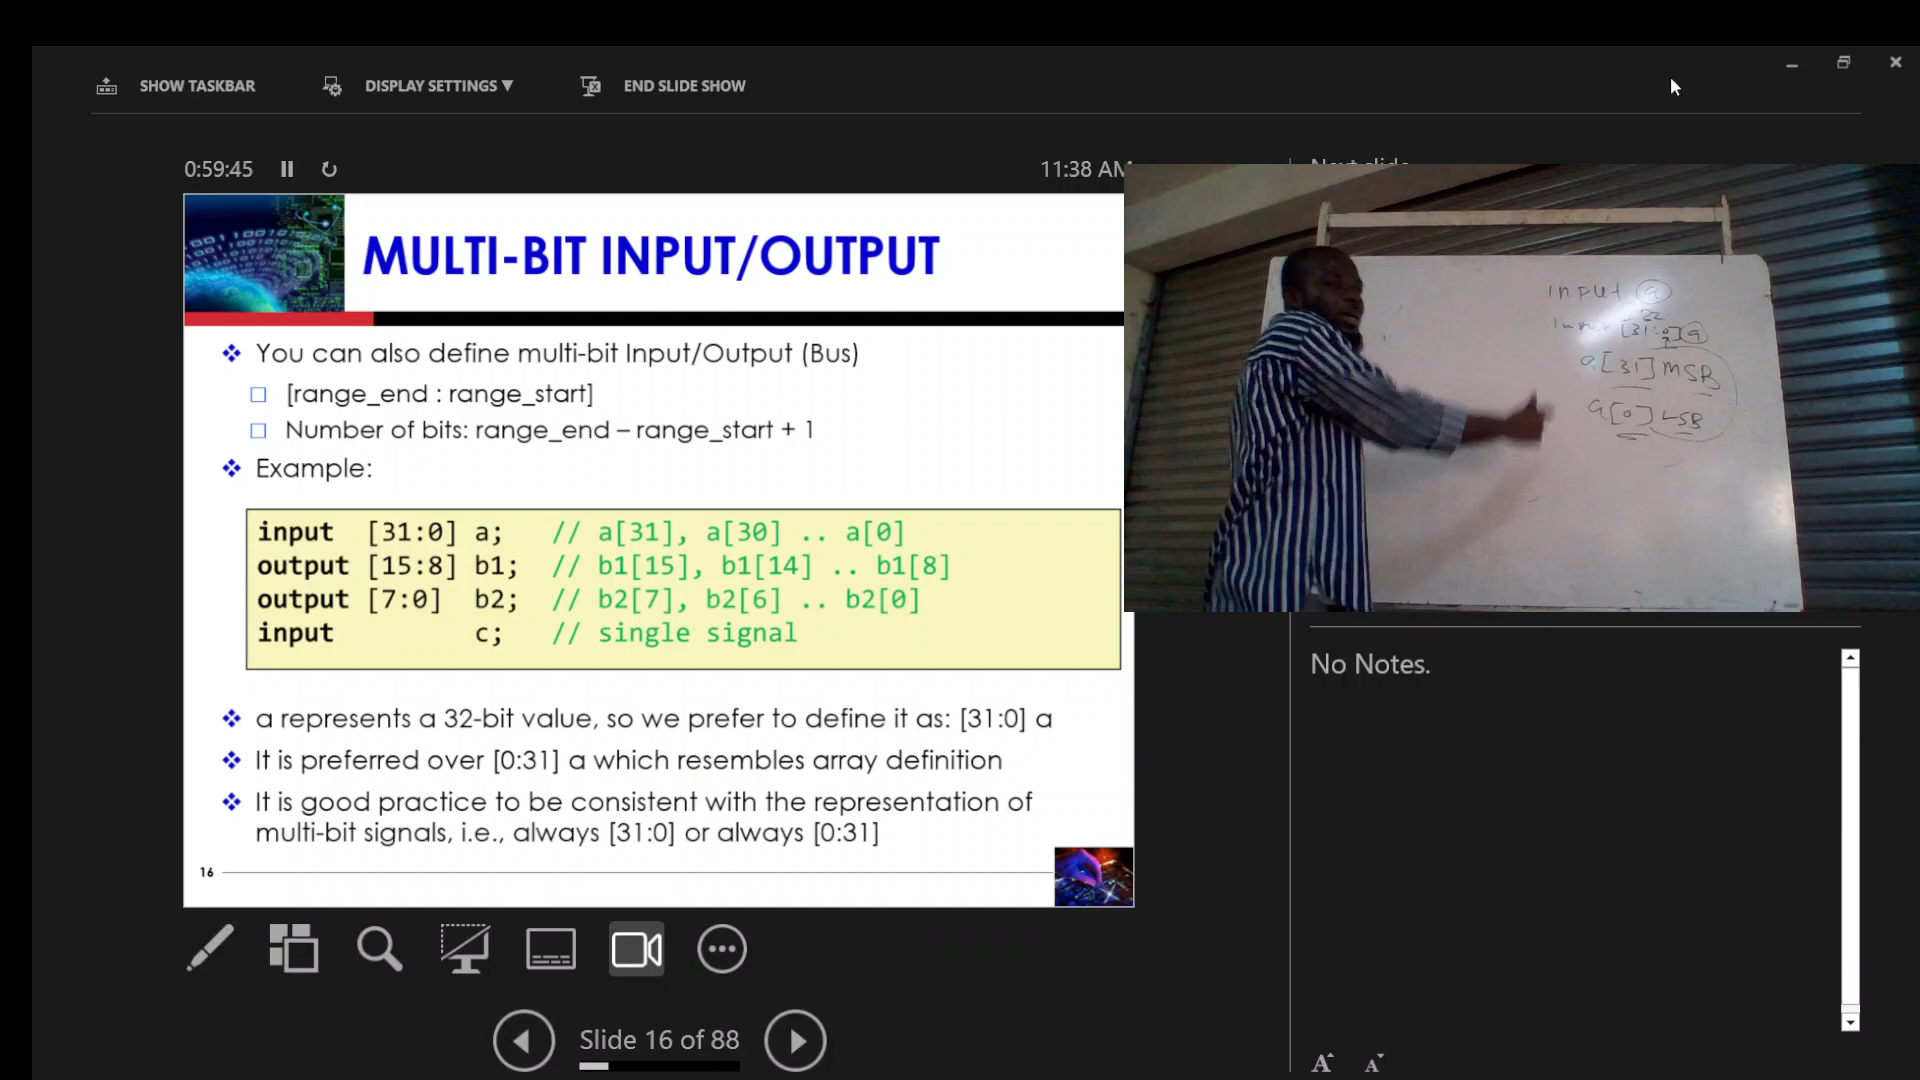 SHOW TASKBAR
DISPLAY SETTINGS ▼
END SLIDE SHOW
0:59:45
11:38 AM
Next slide
MULTI-BIT INPUT/OUTPUT
❖ You can also define multi-bit Input/Output (Bus)
□ [range_end : range_start]
□ Number of bits: range_end – range_start + 1
❖ Example:
input [31:0] a; // a[31], a[30] .. a[0]
output [15:8] b1; // b1[15], b1[14] .. b1[8]
output [7:0] b2; // b2[7], b2[6] .. b2[0]
input c; // single signal
❖ a represents a 32-bit value, so we prefer to define it as: [31:0] a
❖ It is preferred over [0:31] a which resembles array definition
❖ It is good practice to be consistent with the representation of
multi-bit signals, i.e., always [31:0] or always [0:31]
16
input a
32
input [31:0] a
a[31] MSB
a[0] LSB
No Notes.
Slide 16 of 88
A A